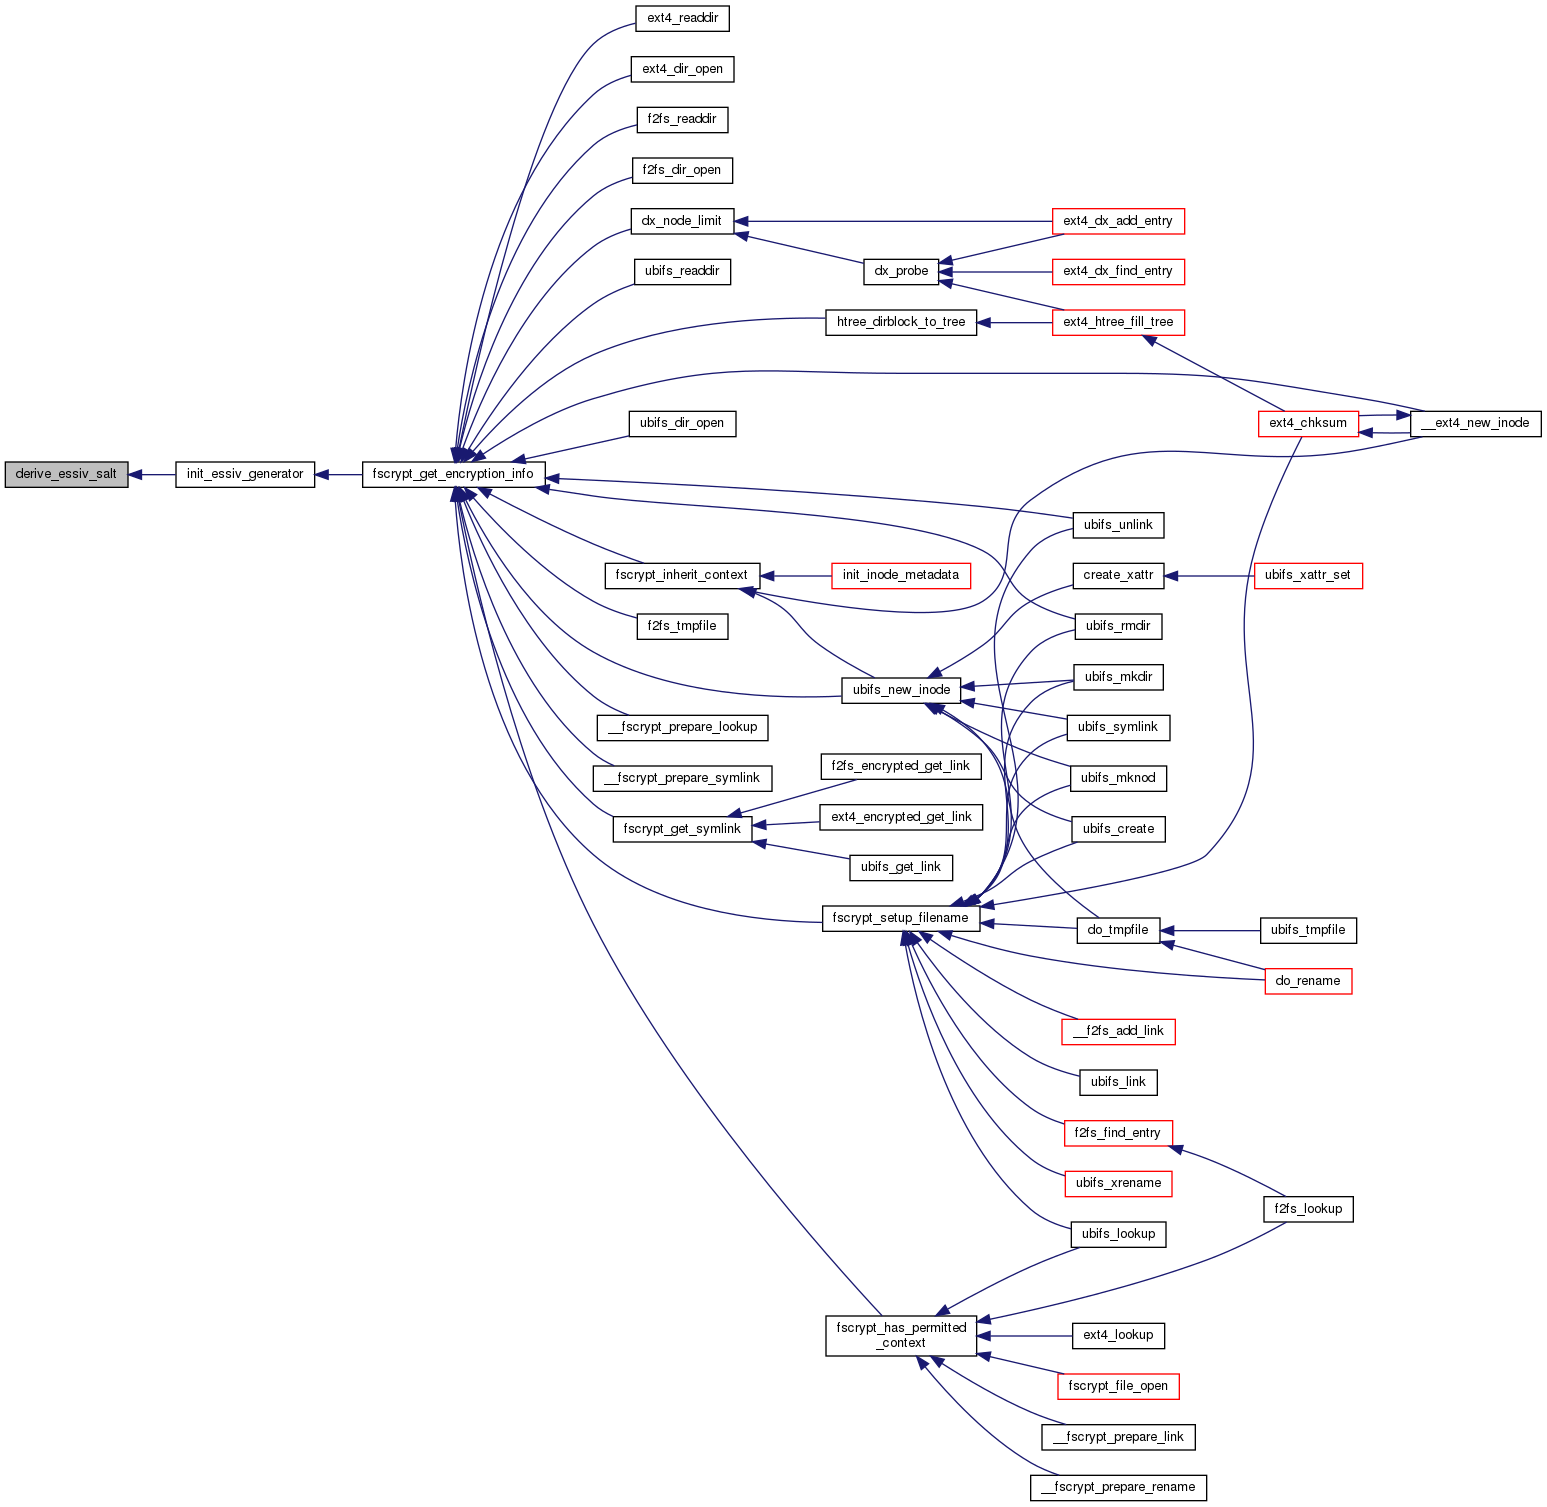 ext4_readdir
ext4_dir_open
f2fs_readdir
f2fs_dir_open
dx_node_limit
ext4_dx_add_entry
ubifs_readdir
dx_probe
ext4_dx_find_entry
htree_dirblock_to_tree
ext4_htree_fill_tree
ubifs_dir_open
ext4_chksum
__ext4_new_inode
derive_essiv_salt
init_essiv_generator
fscrypt_get_encryption_info
ubifs_unlink
fscrypt_inherit_context
init_inode_metadata
create_xattr
ubifs_xattr_set
f2fs_tmpfile
ubifs_rmdir
ubifs_new_inode
ubifs_mkdir
__fscrypt_prepare_lookup
ubifs_symlink
__fscrypt_prepare_symlink
f2fs_encrypted_get_link
ubifs_mknod
fscrypt_get_symlink
ext4_encrypted_get_link
ubifs_create
ubifs_get_link
fscrypt_setup_filename
do_tmpfile
ubifs_tmpfile
do_rename
__f2fs_add_link
ubifs_link
f2fs_find_entry
ubifs_xrename
f2fs_lookup
ubifs_lookup
fscrypt_has_permitted
_context
ext4_lookup
fscrypt_file_open
__fscrypt_prepare_link
__fscrypt_prepare_rename